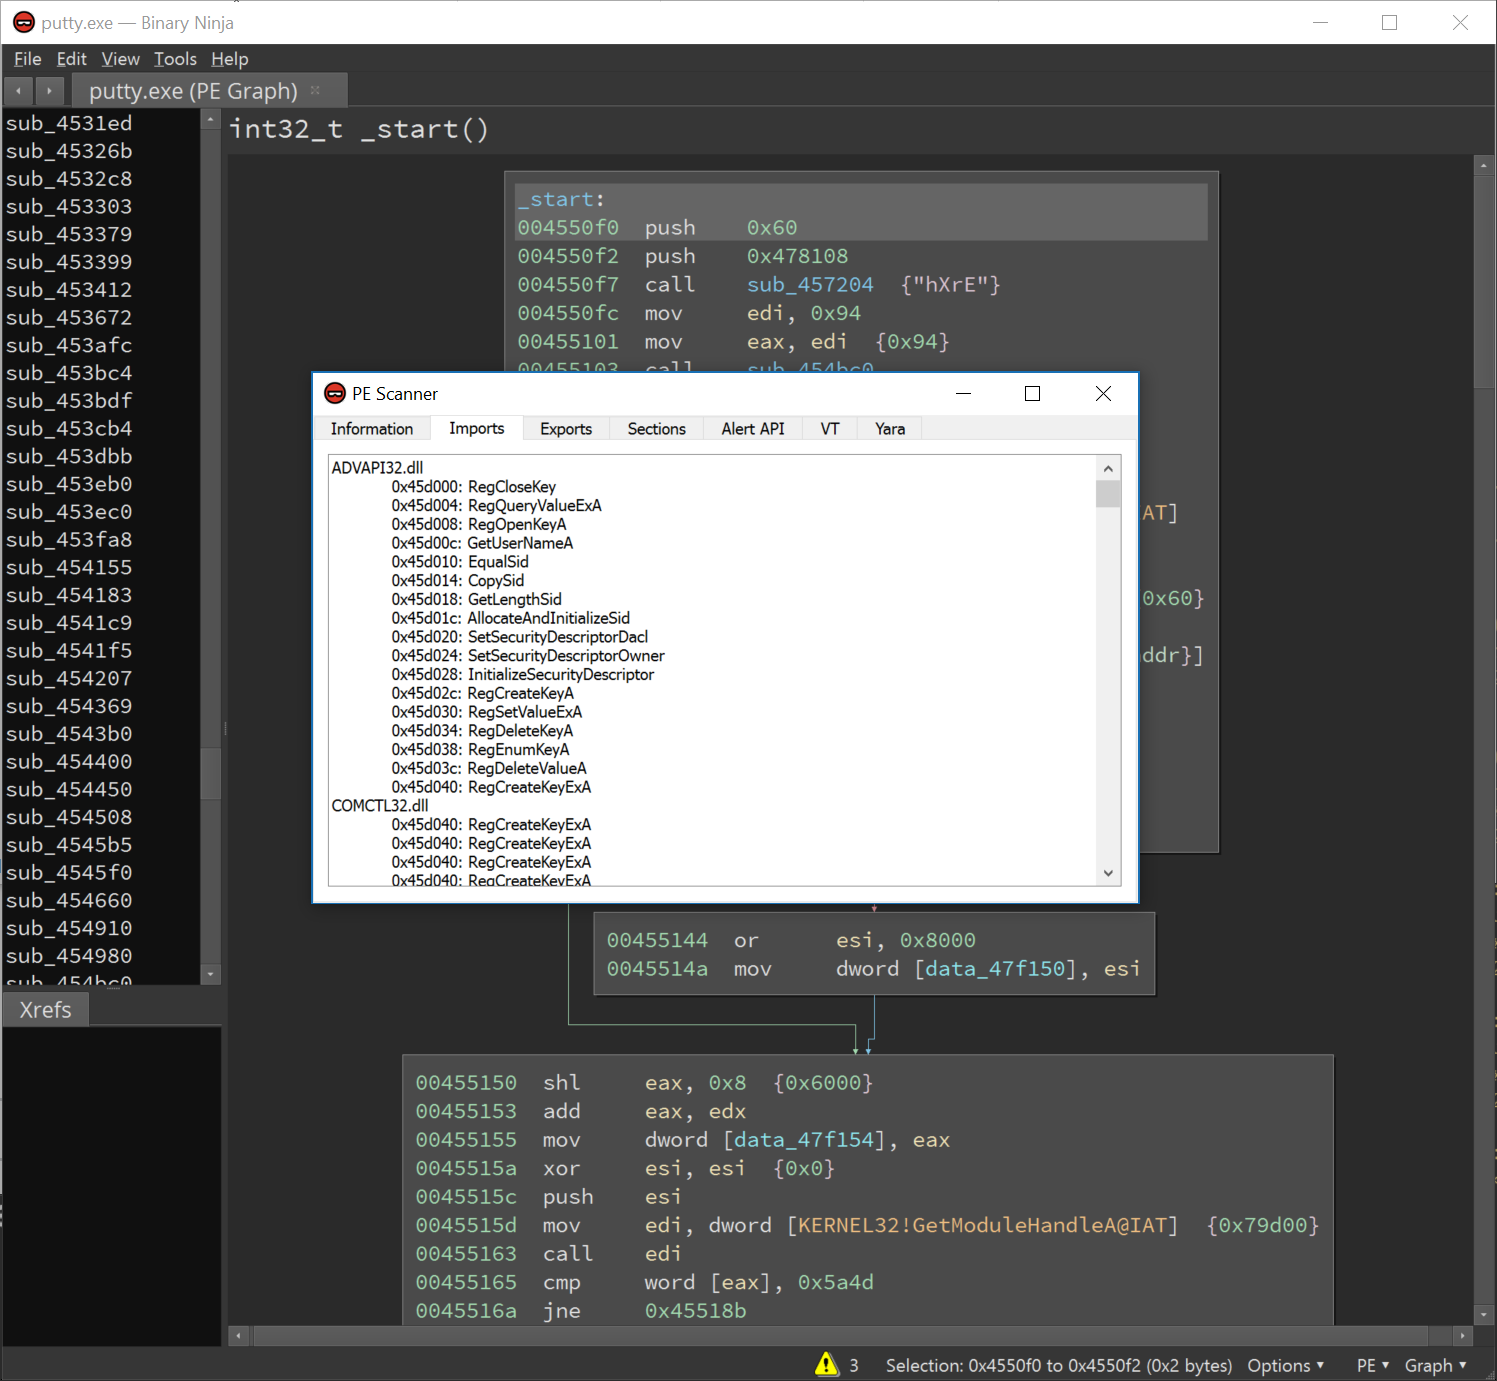 putty.exe — Binary Ninja
File Edit View Tools Help
putty.exe (PE Graph)
int32_t _start()
sub_4531ed
sub_45326b
sub_4532c8
sub_453303
sub_453379
sub_453399
sub_453412
sub_453672
sub_453afc
sub_453bc4
sub_453bdf
sub_453cb4
sub_453dbb
sub_453eb0
sub_453ec0
sub_453fa8
sub_454155
sub_454183
sub_4541c9
sub_4541f5
sub_454207
sub_454369
sub_4543b0
sub_454400
sub_454450
sub_454508
sub_4545b5
sub_4545f0
sub_454660
sub_454910
sub_454980
sub_454bc0
Xrefs
_start:
004550f0 push 0x60
004550f2 push 0x478108
004550f7 call sub_457204 {"hXrE"}
004550fc mov edi, 0x94
00455101 mov eax, edi {0x94}
00455103 call sub_454bc0
AT]
0x60}
ddr}]
PE Scanner
Information Imports Exports Sections Alert API VT Yara
ADVAPI32.dll
0x45d000: RegCloseKey
0x45d004: RegQueryValueExA
0x45d008: RegOpenKeyA
0x45d00c: GetUserNameA
0x45d010: EqualSid
0x45d014: CopySid
0x45d018: GetLengthSid
0x45d01c: AllocateAndInitializeSid
0x45d020: SetSecurityDescriptorDacl
0x45d024: SetSecurityDescriptorOwner
0x45d028: InitializeSecurityDescriptor
0x45d02c: RegCreateKeyA
0x45d030: RegSetValueExA
0x45d034: RegDeleteKeyA
0x45d038: RegEnumKeyA
0x45d03c: RegDeleteValueA
0x45d040: RegCreateKeyExA
COMCTL32.dll
0x45d040: RegCreateKeyExA
0x45d040: RegCreateKeyExA
0x45d040: RegCreateKeyExA
0x45d040: RegCreateKeyExA
00455144 or esi, 0x8000
0045514a mov dword [data_47f150], esi
00455150 shl eax, 0x8 {0x6000}
00455153 add eax, edx
00455155 mov dword [data_47f154], eax
0045515a xor esi, esi {0x0}
0045515c push esi
0045515d mov edi, dword [KERNEL32!GetModuleHandleA@IAT] {0x79d00}
00455163 call edi
00455165 cmp word [eax], 0x5a4d
0045516a jne 0x45518b
3 Selection: 0x4550f0 to 0x4550f2 (0x2 bytes) Options PE Graph